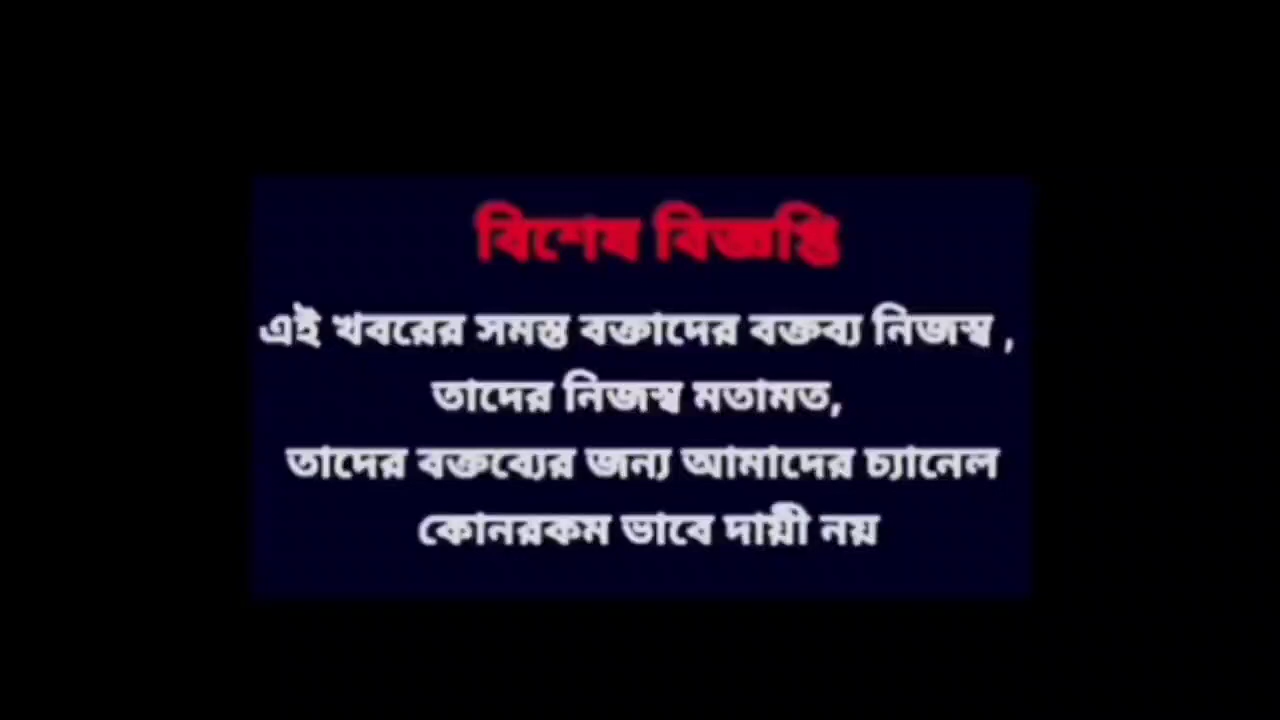 বিশেষ বিজ্ঞপ্তি
এই খবরের সমস্ত বক্তাদের বক্তব্য নিজস্ব ,
তাদের নিজস্ব মতামত,
তাদের বক্তব্যের জন্য আমাদের চ্যানেল
কোনরকম ভাবে দায়ী নয়